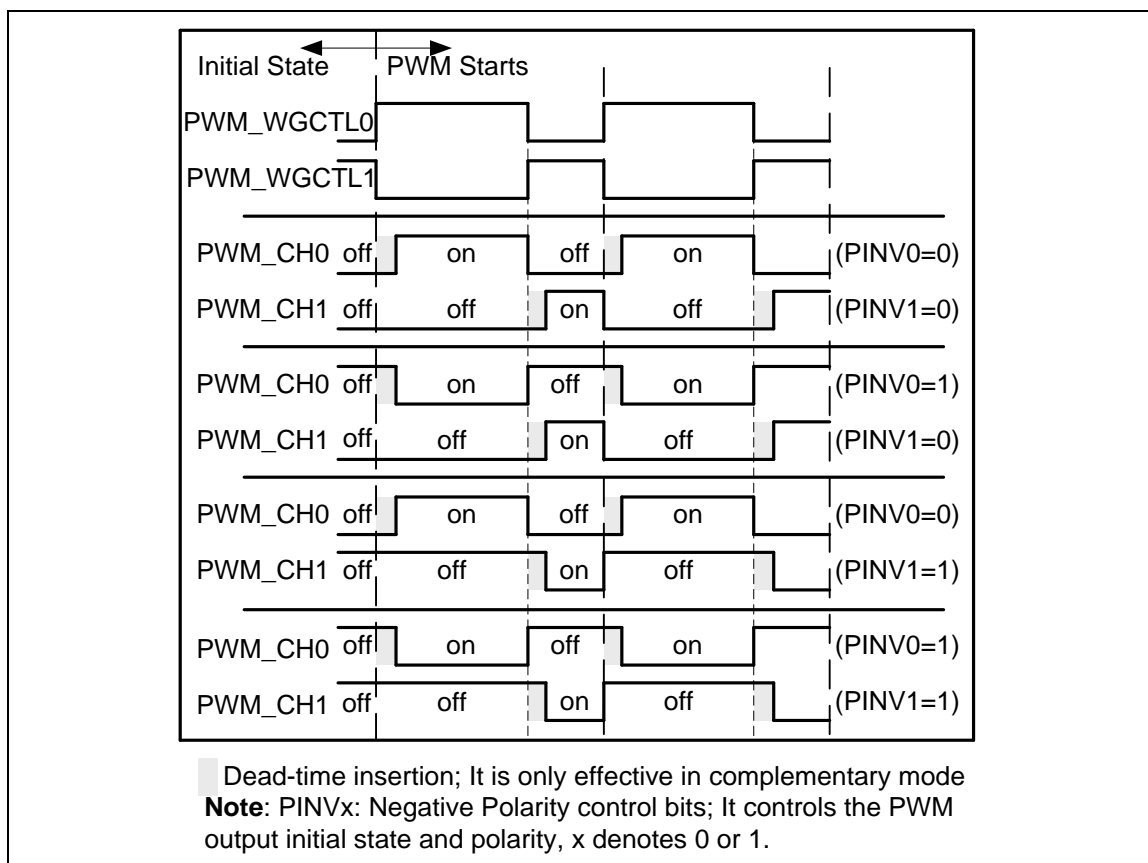 Initial State PWM Starts
PWM_WGCTL0
PWM_WGCTL1
PWM_CH0 off on off on (PINV0=0)
PWM_CH1 off off on off (PINV1=0)
PWM_CH0 off on off on (PINV0=1)
PWM_CH1 off off on off (PINV1=0)
PWM_CH0 off on off on (PINV0=0)
PWM_CH1 off off on off (PINV1=1)
PWM_CH0 off on off on (PINV0=1)
PWM_CH1 off off on off (PINV1=1)
Dead-time insertion; It is only effective in complementary mode
Note: PINVx: Negative Polarity control bits; It controls the PWM
output initial state and polarity, x denotes 0 or 1.